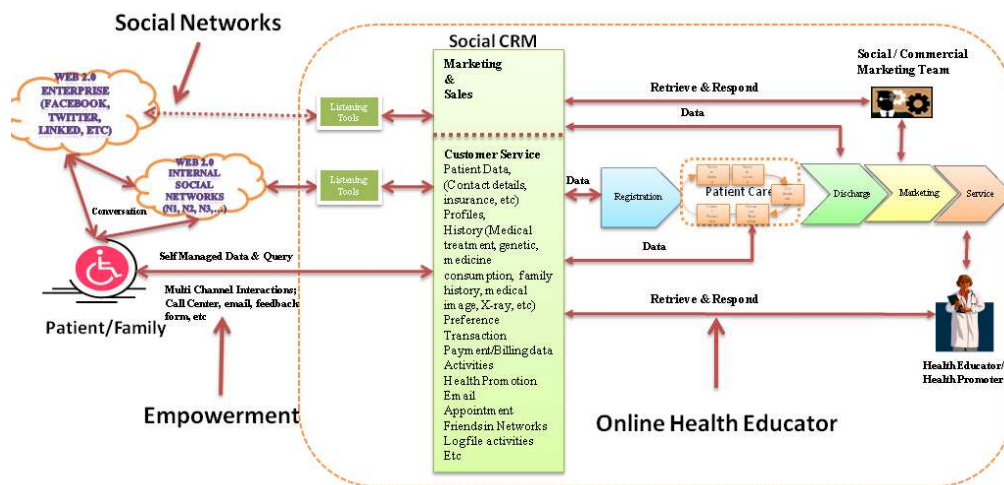 Social Networks
WEB 2.0
ENTERPRISE
(FACEBOOK,
TWITTER,
LINKED, ETC)
WEB 2.0
INTERNAL
SOCIAL
NETWORKS
(N1, N2, N3,...)
Conversation
Patient/Family
Self Managed Data & Query
Multi Channel Interactions;
Call Center, email, feedback
form, etc
Empowerment
Listening
Tools
Listening
Tools
Social CRM
Marketing
&
Sales
Customer Service
Patient Data,
(Contact details,
insurance, etc)
Profiles,
History (Medical
treatment, genetic,
medicine
consumption, family
history, medical
image, X-ray, etc)
Preference
Transaction
Payment/Billing data
Activities
Health Promotion
Email
Appointment
Friends in Networks
Logfile activities
Etc
Retrieve & Respond
Data
Social / Commercial
Marketing Team
Data
Registration
Patient Care
Discharge
Marketing
Service
Data
Retrieve & Respond
Health Educator/
Health Promoter
Online Health Educator